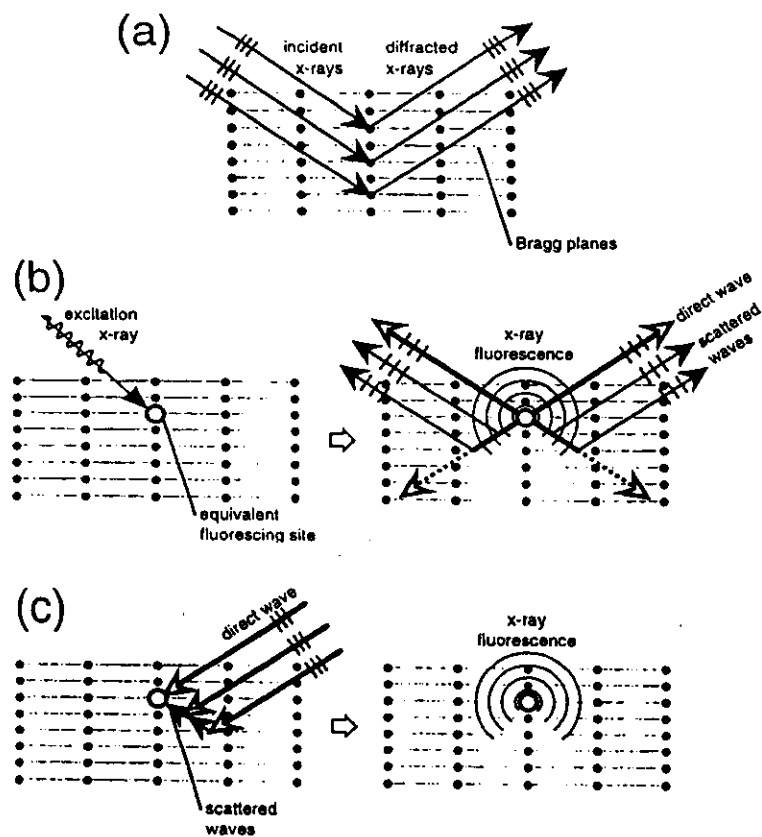 (a)
incident
x-rays
diffracted
x-rays
Bragg planes
(b)
excitation
x-ray
equivalent
fluorescing site
x-ray
fluorescence
direct wave
scattered
waves
(c)
direct wave
scattered
waves
x-ray
fluorescence